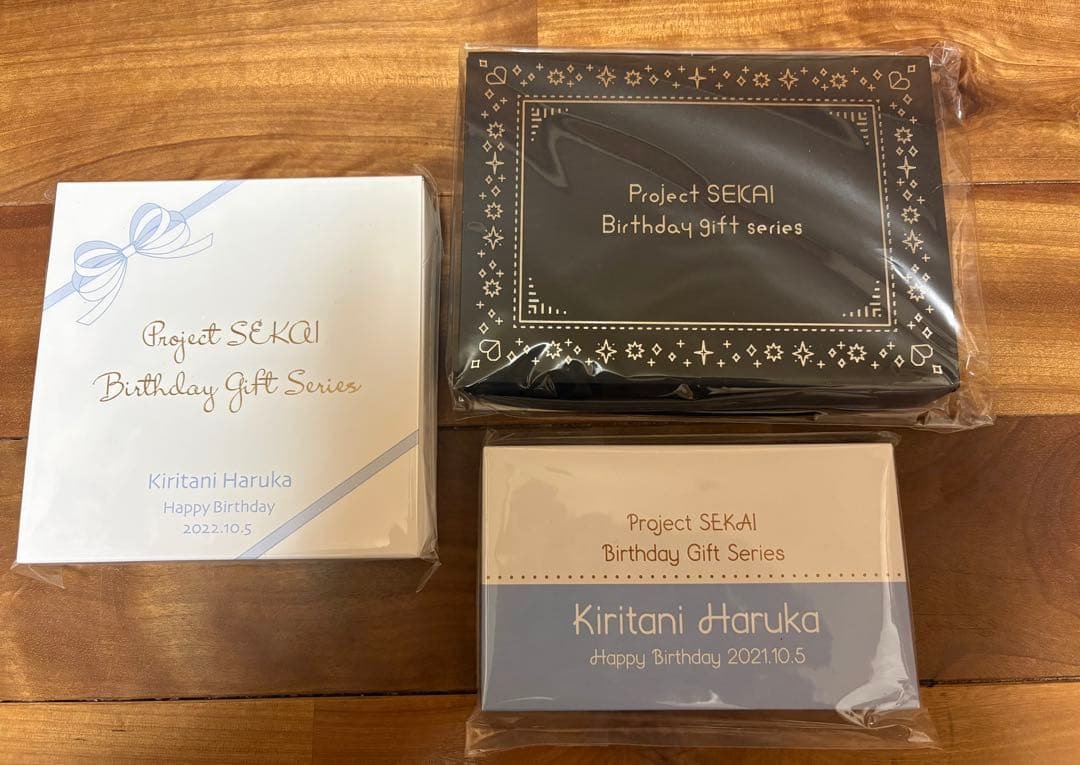 Project SEKAI
Birthday Gift Series
Kiritani Haruka
Happy Birthday
2022.10.5
Project SEKAI
Birthday gift series
Project SEKAI
Birthday Gift Series
Kiritani Haruka
Happy Birthday 2021.10.5